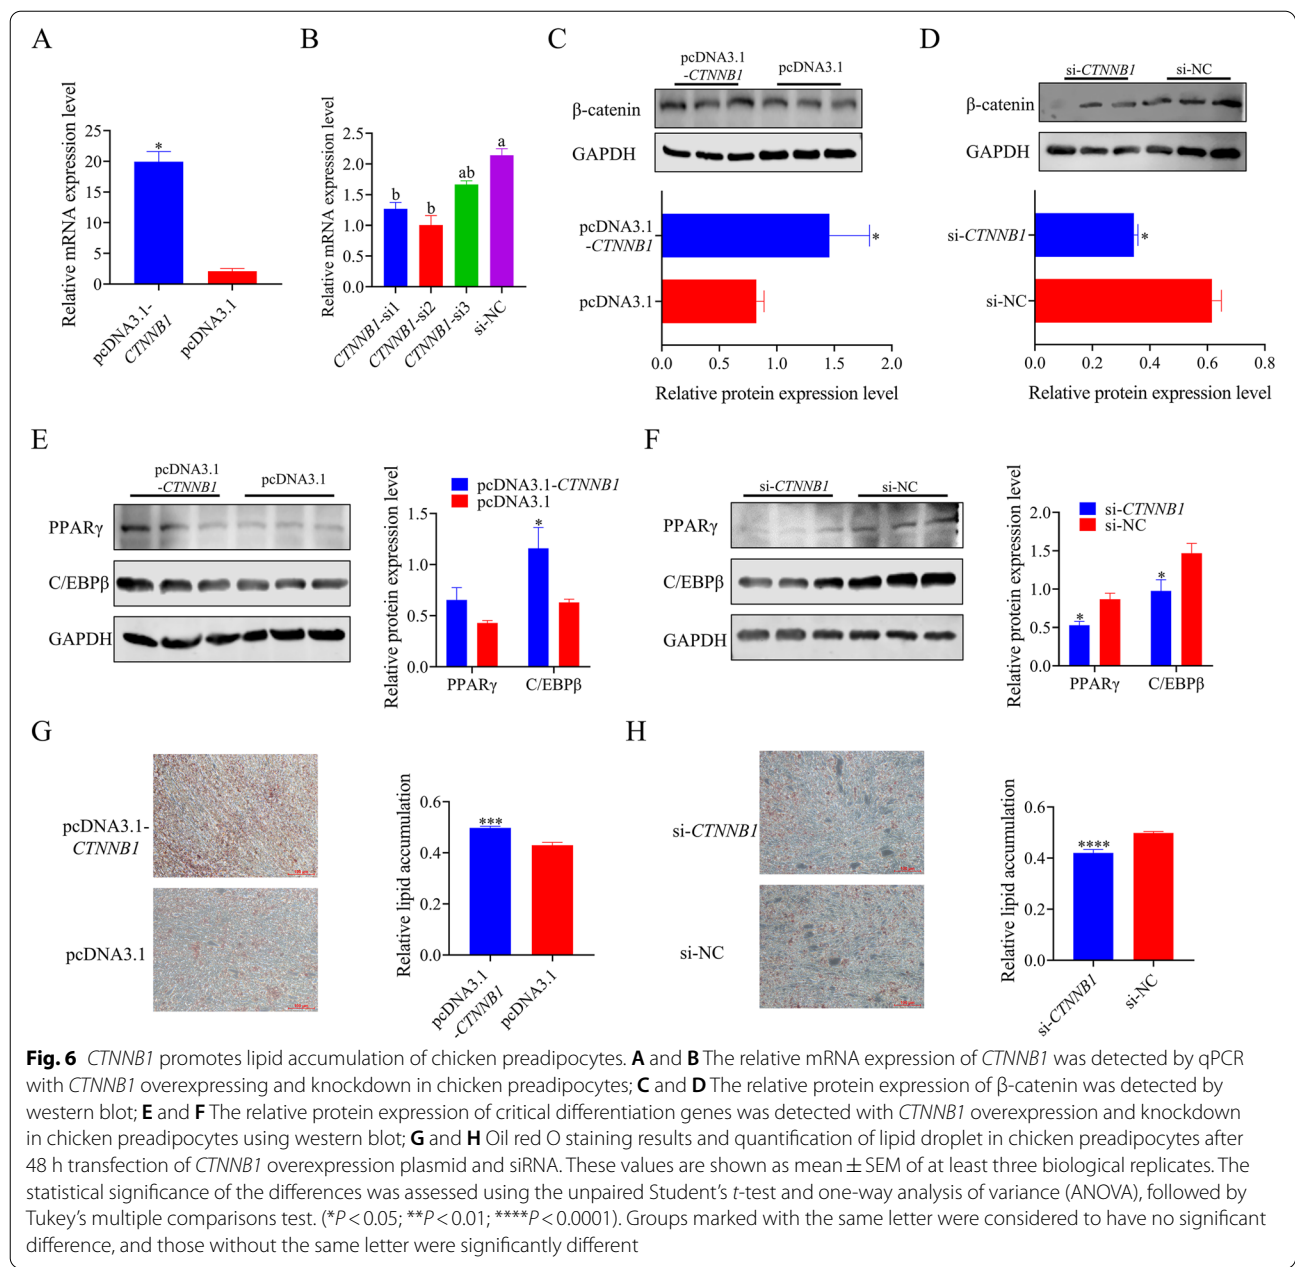 A
Relative mRNA expression level
25
20
15
10
5
0
*
pcDNA3.1-
CTNNB1
pcDNA3.1
B
Relative mRNA expression level
2.5
2.0
1.5
1.0
0.5
0.0
b
b
ab
a
CTNNB1-si1
CTNNB1-si2
CTNNB1-si3
si-NC
C
pcDNA3.1
-CTNNB1
pcDNA3.1
β-catenin
GAPDH
pcDNA3.1
-CTNNB1
*
pcDNA3.1
0.0 0.5 1.0 1.5 2.0
Relative protein expression level
D
si-CTNNB1 si-NC
β-catenin
GAPDH
si-CTNNB1
*
si-NC
0.0 0.2 0.4 0.6 0.8
Relative protein expression level
E
pcDNA3.1
-CTNNB1
pcDNA3.1
PPARγ
C/EBPβ
GAPDH
pcDNA3.1-CTNNB1
pcDNA3.1
Relative protein expression level
1.5
1.0
0.5
0.0
*
PPARγ C/EBPβ
F
si-CTNNB1 si-NC
PPARγ
C/EBPβ
GAPDH
si-CTNNB1
si-NC
Relative protein expression level
2.0
1.5
1.0
0.5
0.0
*
*
PPARγ C/EBPβ
G
pcDNA3.1-
CTNNB1
pcDNA3.1
Relative lipid accumulation
0.6
0.4
0.2
0.0
***
pcDNA3.1
-CTNNB1
pcDNA3.1
H
si-CTNNB1
si-NC
Relative lipid accumulation
0.6
0.4
0.2
0.0
****
si-CTNNB1
si-NC
Fig. 6 CTNNB1 promotes lipid accumulation of chicken preadipocytes. A and B The relative mRNA expression of CTNNB1 was detected by qPCR
with CTNNB1 overexpressing and knockdown in chicken preadipocytes; C and D The relative protein expression of β-catenin was detected by
western blot; E and F The relative protein expression of critical differentiation genes was detected with CTNNB1 overexpression and knockdown
in chicken preadipocytes using western blot; G and H Oil red O staining results and quantification of lipid droplet in chicken preadipocytes after
48 h transfection of CTNNB1 overexpression plasmid and siRNA. These values are shown as mean ± SEM of at least three biological replicates. The
statistical significance of the differences was assessed using the unpaired Student's t-test and one-way analysis of variance (ANOVA), followed by
Tukey's multiple comparisons test. (*P < 0.05; **P < 0.01; ****P < 0.0001). Groups marked with the same letter were considered to have no significant
difference, and those without the same letter were significantly different